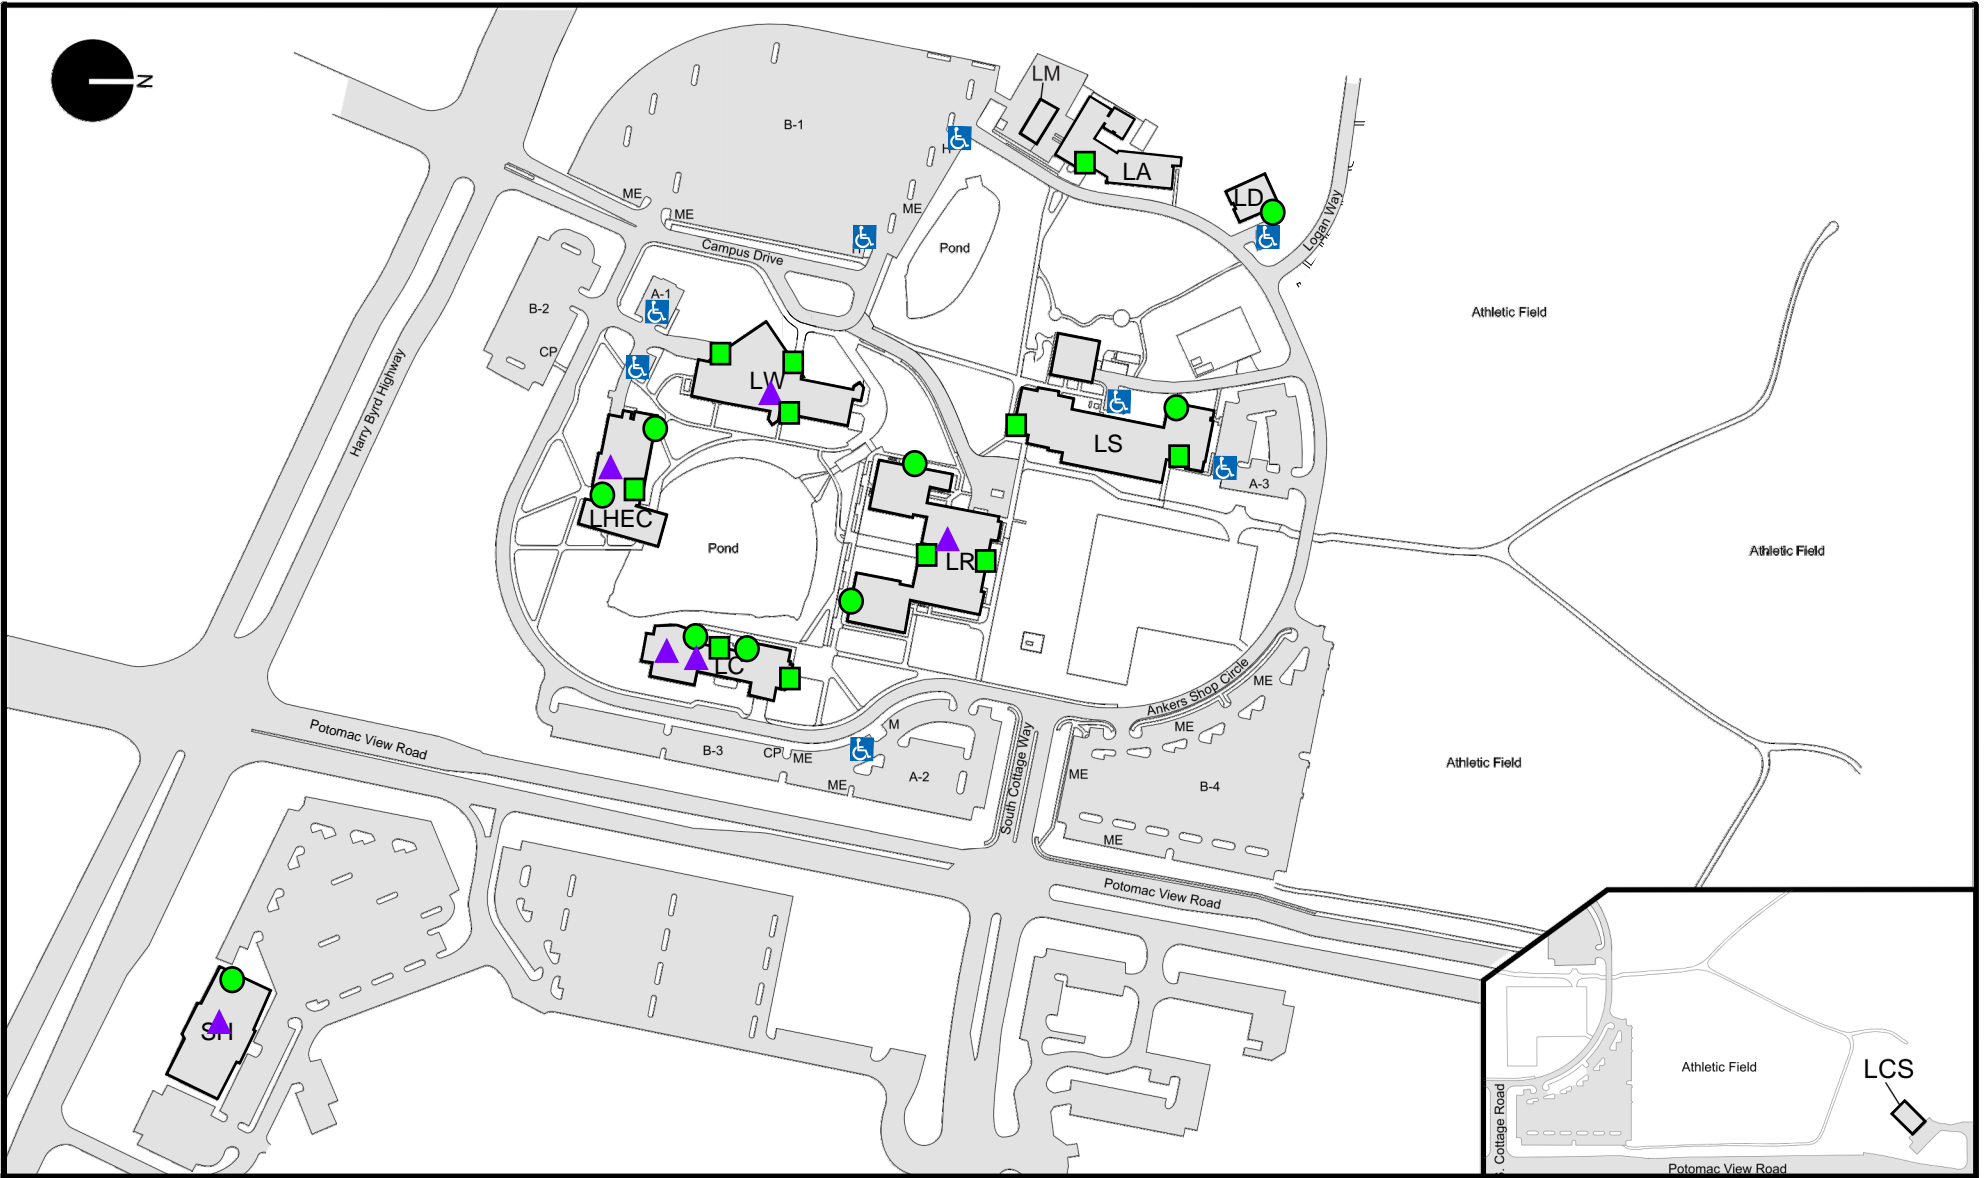 N
LM
B-1
H
LA
ME
ME
ME
LD
Logan Way
Campus Drive
H
Pond
A-1
B-2
Athletic Field
CP
LW
Harry Byrd Highway
LS
A-3
LHEC
Pond
LR
Athletic Field
LC
Ankers Shop Circle
ME
ME
M
Potomac View Road
B-3
CP
ME
A-2
ME
South Cottage Way
ME
B-4
Athletic Field
ME
Potomac View Road
SH
Athletic Field
LCS
S. Cottage Road
Potomac View Road